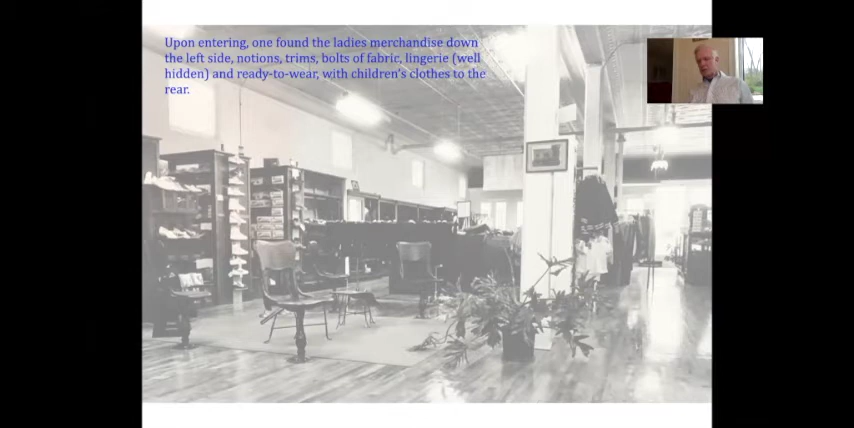 Upon entering, one found the ladies merchandise down
the left side, notions, trims, bolts of fabric, lingerie (well
hidden) and ready-to-wear, with children's clothes to the
rear.